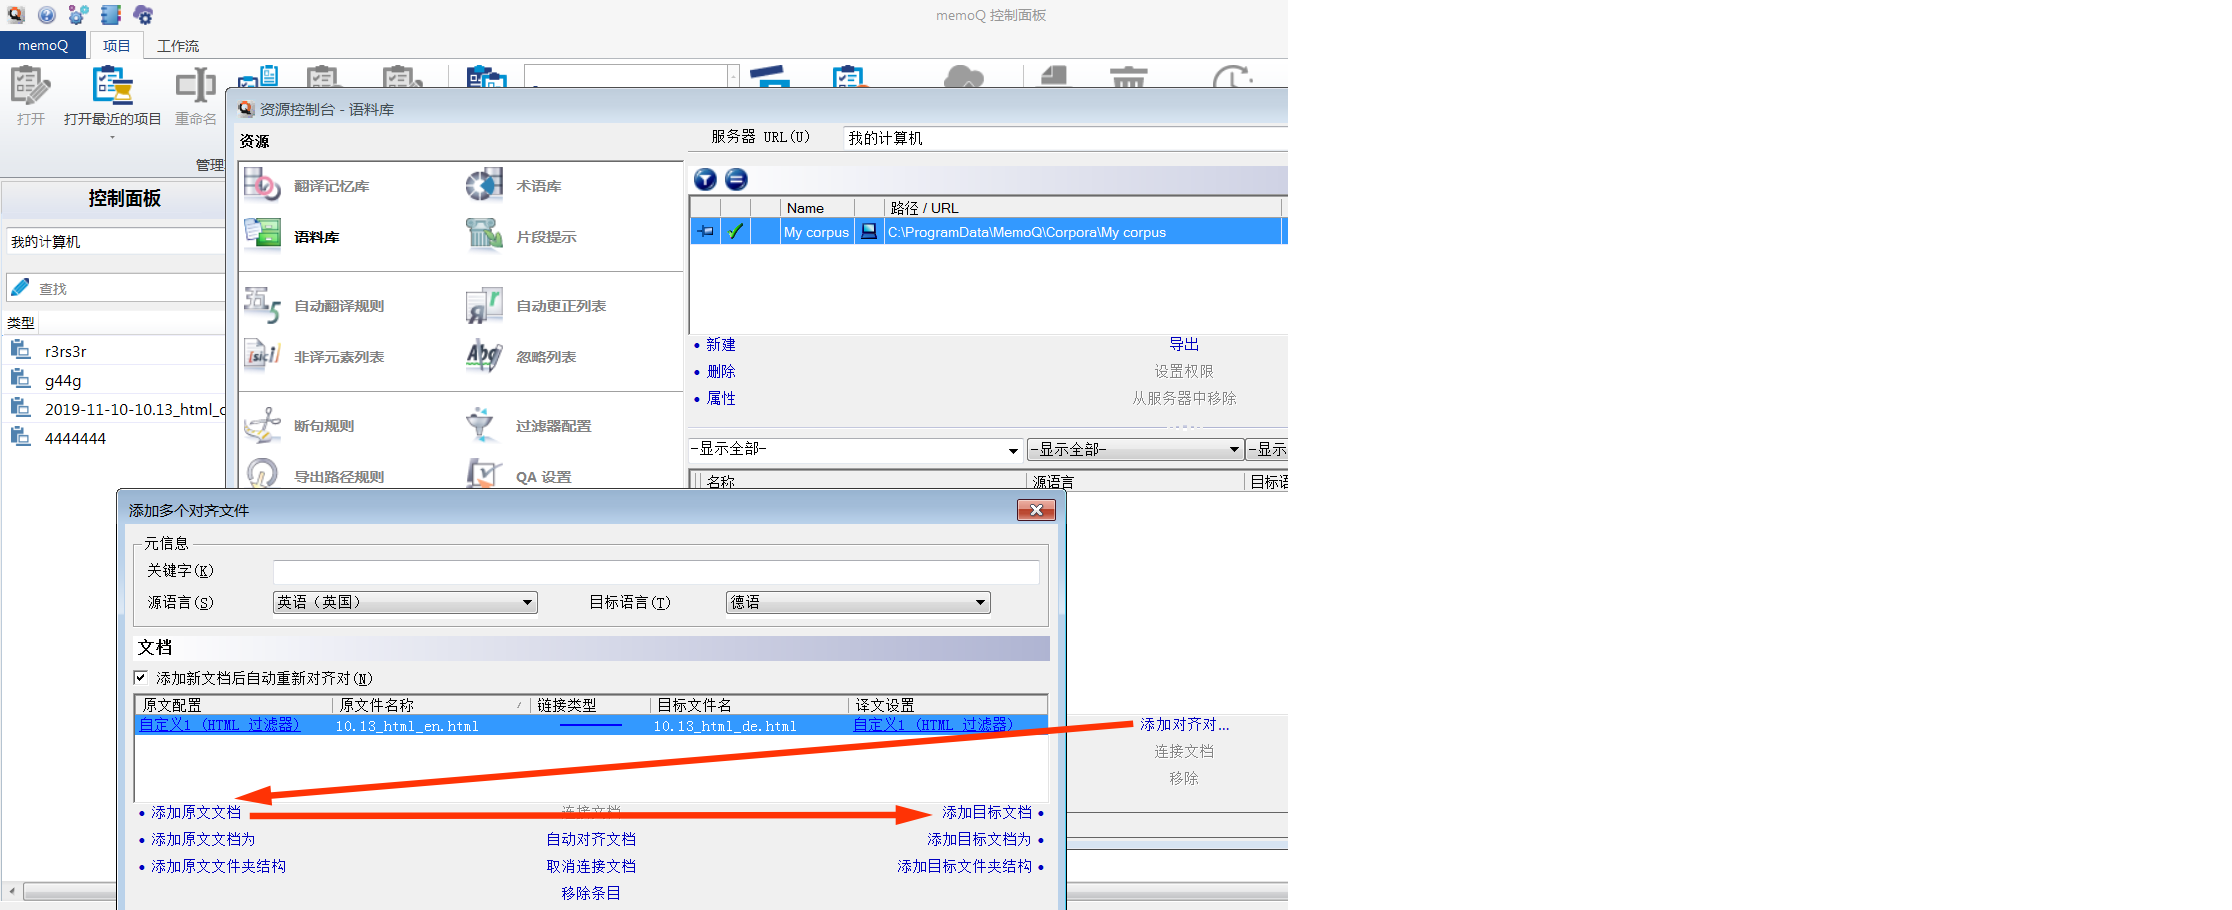 memoQ 控制面板
memoQ 项目 工作流
打开 打开最近的项目 重命名
管理
资源控制台 - 语料库
资源
服务器 URL(U) 我的计算机
控制面板
我的计算机
查找
类型
r3rs3r
g44g
2019-11-10-10.13_html_
4444444
翻译记忆库 术语库
语料库 片段提示
自动翻译规则 自动更正列表
非译元素列表 忽略列表
断句规则 过滤器配置
导出路径规则 QA 设置
Name 路径 / URL
My corpus C:\ProgramData\MemoQ\Corpora\My corpus
• 新建 导出
• 删除 设置权限
• 属性 从服务器中移除
-显示全部- -显示全部- -显示
名称 源语言 目标语
添加多个对齐文件
元信息
关键字(K)
源语言(S) 英语（英国） 目标语言(T) 德语
文档
添加新文档后自动重新对齐对(N)
原文配置 原文件名称 链接类型 目标文件名 译文设置
自定义1 (HTML 过滤器) 10.13_html_en.html 10.13_html_de.html 自定义1 (HTML 过滤器)
添加对齐对...
连接文档
移除
• 添加原文文档 连接文档 添加目标文档 •
• 添加原文文档为 自动对齐文档 添加目标文档为 •
• 添加原文文件夹结构 取消连接文档 添加目标文件夹结构 •
移除条目